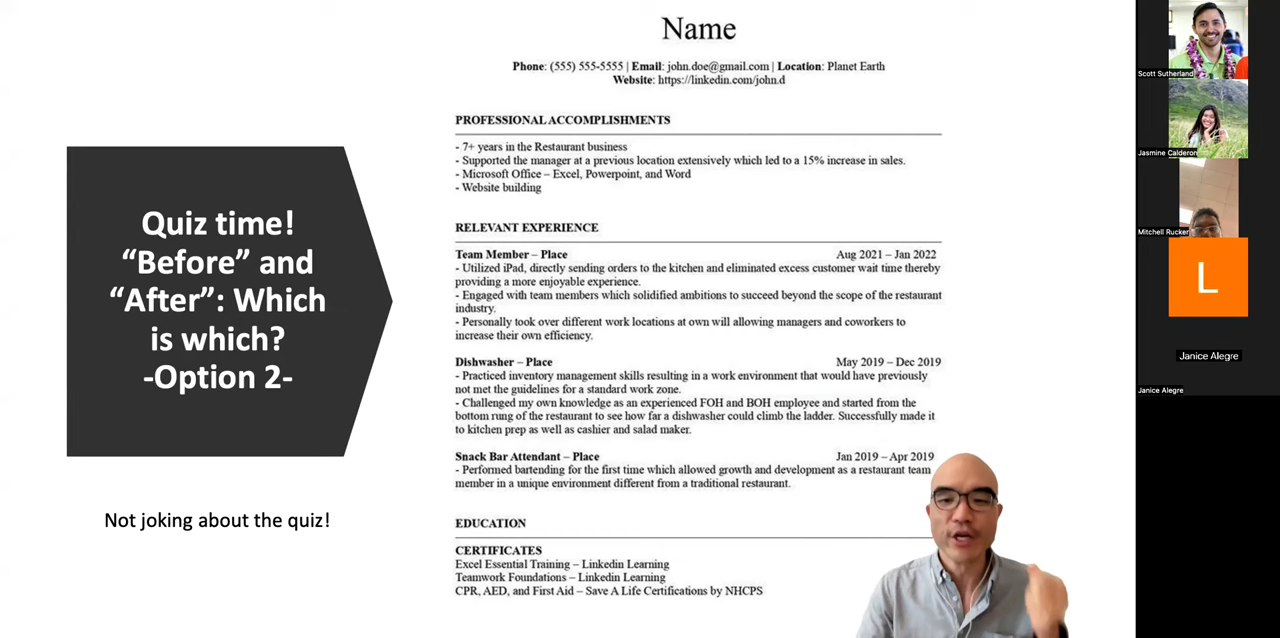 Quiz time!
“Before” and
“After”: Which
is which?
-Option 2-
Not joking about the quiz!
Name
Phone: (555) 555-5555 | Email: john.doe@gmail.com | Location: Planet Earth
Website: https://linkedin.com/john.d
PROFESSIONAL ACCOMPLISHMENTS
- 7+ years in the Restaurant business
- Supported the manager at a previous location extensively which led to a 15% increase in sales.
- Microsoft Office – Excel, Powerpoint, and Word
- Website building
RELEVANT EXPERIENCE
Team Member – Place Aug 2021 – Jan 2022
- Utilized iPad, directly sending orders to the kitchen and eliminated excess customer wait time thereby
providing a more enjoyable experience.
- Engaged with team members which solidified ambitions to succeed beyond the scope of the restaurant
industry.
- Personally took over different work locations at own will allowing managers and coworkers to
increase their own efficiency.
Dishwasher – Place May 2019 – Dec 2019
- Practiced inventory management skills resulting in a work environment that would have previously
not met the guidelines for a standard work zone.
- Challenged my own knowledge as an experienced FOH and BOH employee and started from the
bottom rung of the restaurant to see how far a dishwasher could climb the ladder. Successfully made it
to kitchen prep as well as cashier and salad maker.
Snack Bar Attendant – Place Jan 2019 – Apr 2019
- Performed bartending for the first time which allowed growth and development as a restaurant team
member in a unique environment different from a traditional restaurant.
EDUCATION
CERTIFICATES
Excel Essential Training – Linkedin Learning
Teamwork Foundations – Linkedin Learning
CPR, AED, and First Aid – Save A Life Certifications by NHCPS
Scott Sutherland
Jasmine Calderon
Mitchell Rucker
L
Janice Alegre
Janice Alegre